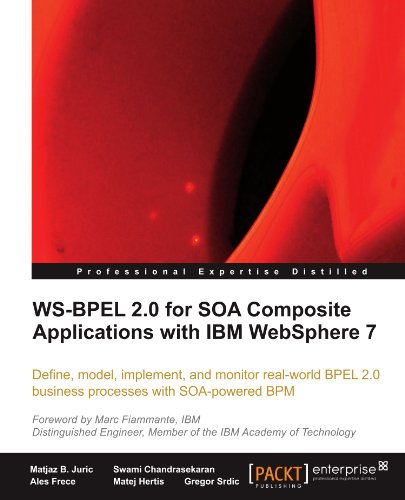 Professional Expertise Distilled
WS-BPEL 2.0 for SOA Composite
Applications with IBM WebSphere 7
Define, model, implement, and monitor real-world BPEL 2.0
business processes with SOA-powered BPM
Foreword by Marc Fiammante, IBM
Distinguished Engineer, Member of the IBM Academy of Technology
Matjaz B. Juric Swami Chandrasekaran
Ales Frece Matej Hertis Gregor Srdic
[PACKT]
PUBLISHING
enterprise
professional expertise distilled